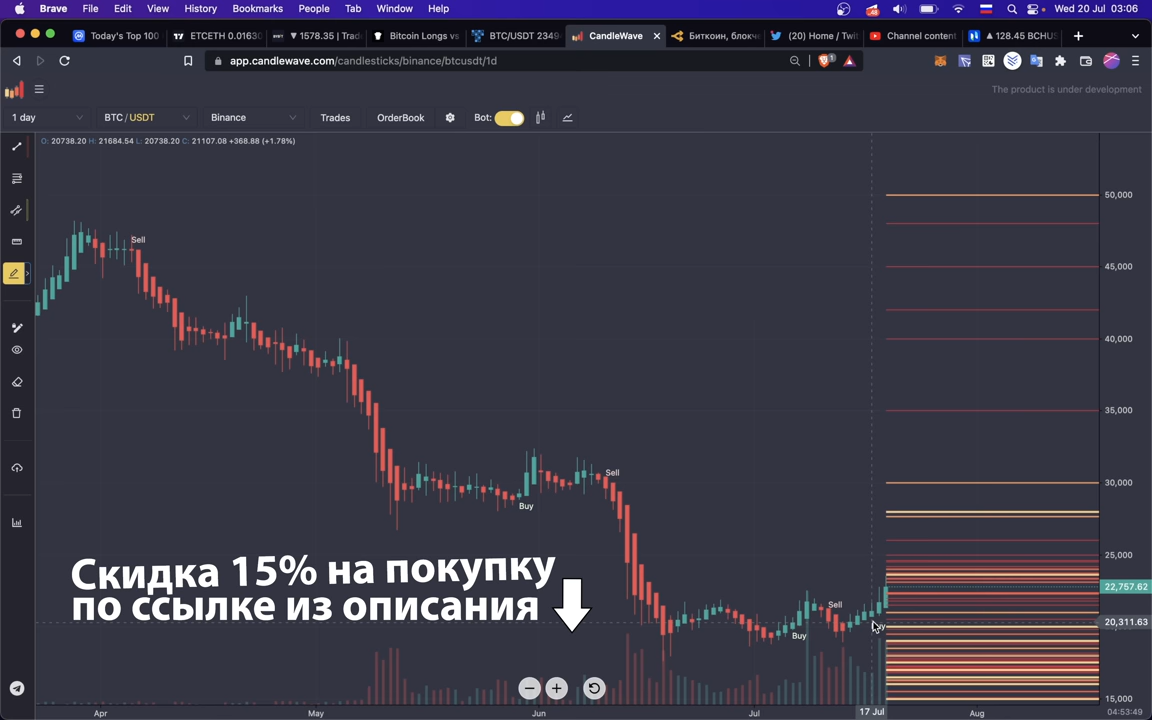 Brave File Edit View History Bookmarks People Tab Window Help Wed 20 Jul 03:06
Today's Top 100 ETCETH 0.01630 ▼ 1578.35 | Trad Bitcoin Longs vs BTC/USDT 2349 CandleWave Биткоин, блокч (20) Home / Twit Channel content ▲ 128.45 BCHUS
app.candlewave.com/candlesticks/binance/btcusdt/1d
The product is under development
1 day BTC / USDT Binance Trades OrderBook Bot:
O: 20738.20 H: 21684.54 L: 20738.20 C: 21107.08 +368.88 (+1.78%)
50,000
Sell
45,000
40,000
35,000
Sell
30,000
Buy
25,000
22,757.62
Sell
20,311.63
Buy
15,000
Скидка 15% на покупку
по ссылке из описания
Apr May Jun Jul 17 Jul Aug 04:53:49